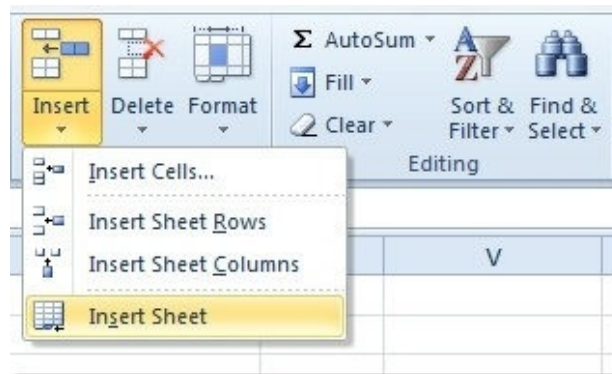 Σ AutoSum
Fill
Clear
Insert Delete Format
Sort & Filter
Find & Select
Editing
Insert Cells...
Insert Sheet Rows
Insert Sheet Columns
Insert Sheet
V